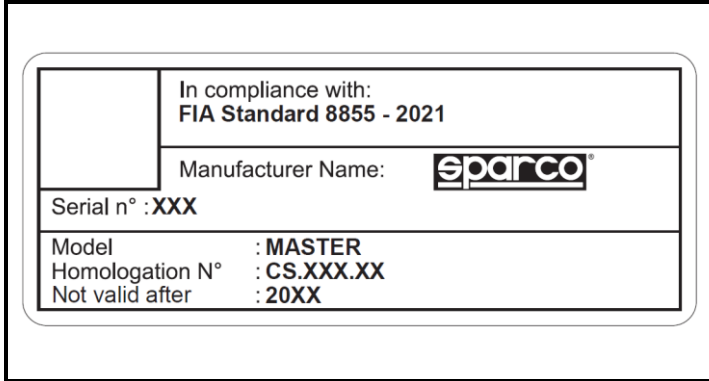 In compliance with:
FIA Standard 8855 - 2021
Manufacturer Name: sparco®
Serial n° :XXX
Model : MASTER
Homologation N° : CS.XXX.XX
Not valid after : 20XX